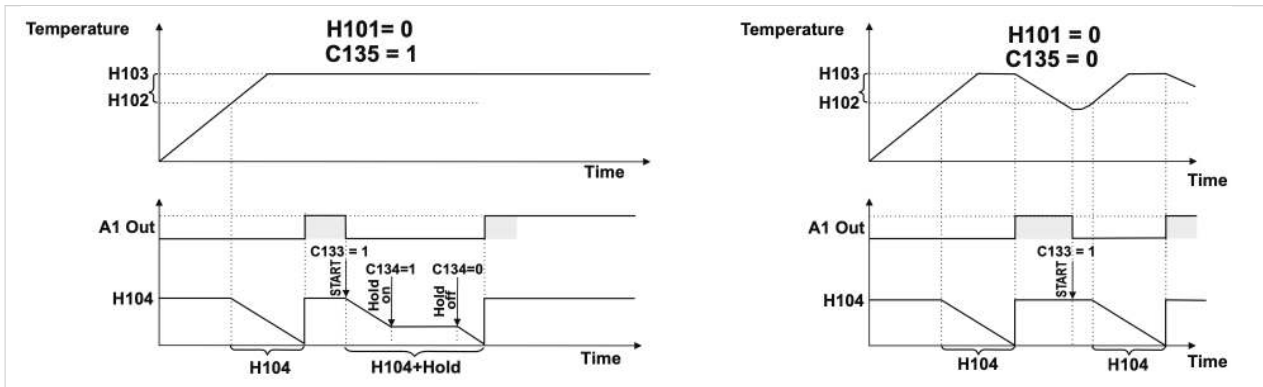 Temperature
H101= 0
C135 = 1
H103
H102
Time
A1 Out
C133 = 1
START
C134=1
Hold on
C134=0
Hold off
H104
Time
H104
H104+Hold
Temperature
H101 = 0
C135 = 0
H103
H102
Time
A1 Out
C133 = 1
START
H104
Time
H104
H104